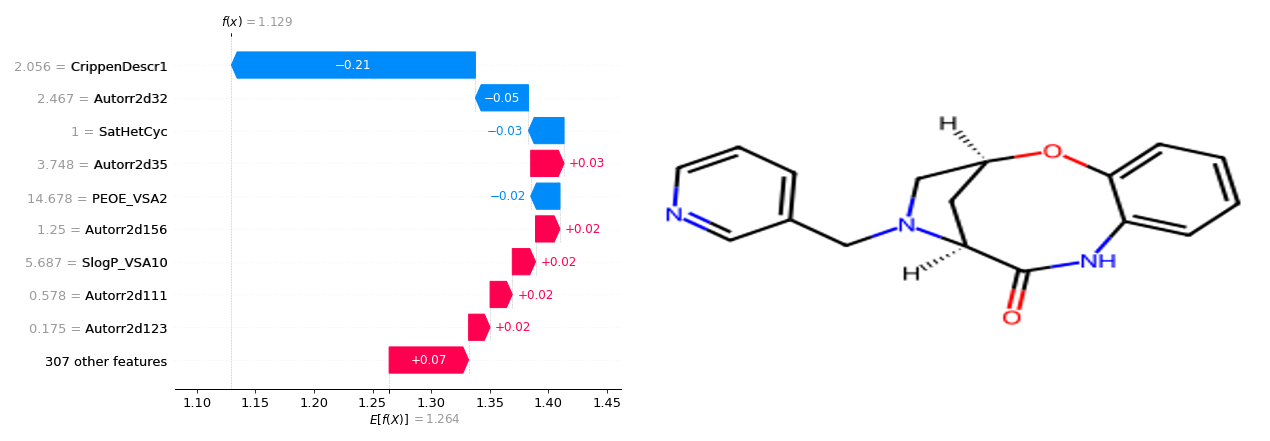 f(x) = 1.129
2.056 = CrippenDescr1
−0.21
2.467 = Autorr2d32
−0.05
1 = SatHetCyc
−0.03
3.748 = Autorr2d35
+0.03
14.678 = PEOE_VSA2
−0.02
1.25 = Autorr2d156
+0.02
5.687 = SlogP_VSA10
+0.02
0.578 = Autorr2d111
+0.02
0.175 = Autorr2d123
+0.02
307 other features
+0.07
1.10 1.15 1.20 1.25 1.30 1.35 1.40 1.45
E[f(X)] = 1.264
H
O
N
N
H
NH
O